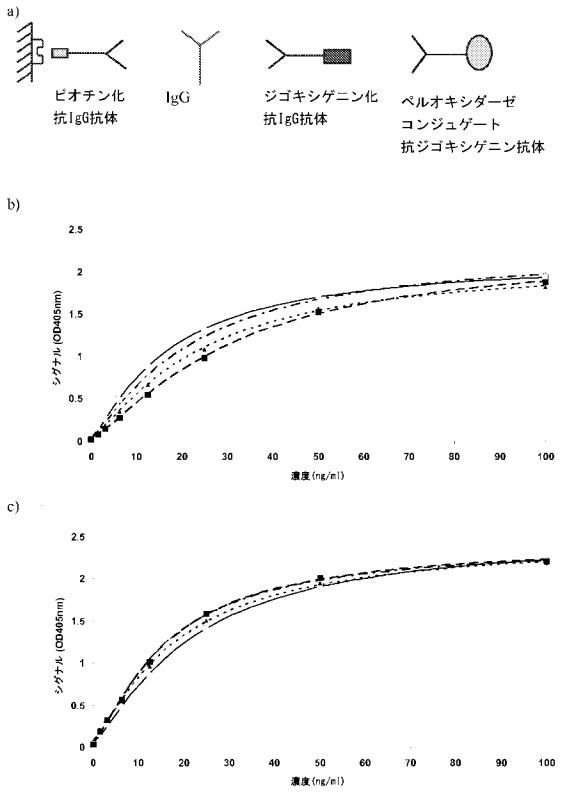 a)
ビオチン化
抗IgG抗体
IgG
ジゴキシゲニン化
抗IgG抗体
ペルオキシダーゼ
コンジュゲート
抗ジゴキシゲニン抗体
b)
2.5
2
1.5
1
0.5
0
シグナル(OD405nm)
0 10 20 30 40 50 60 70 80 90 100
濃度(ng/ml)
c)
2.5
2
1.5
1
0.5
0
シグナル(OD405nm)
0 10 20 30 40 50 60 70 80 90 100
濃度(ng/ml)